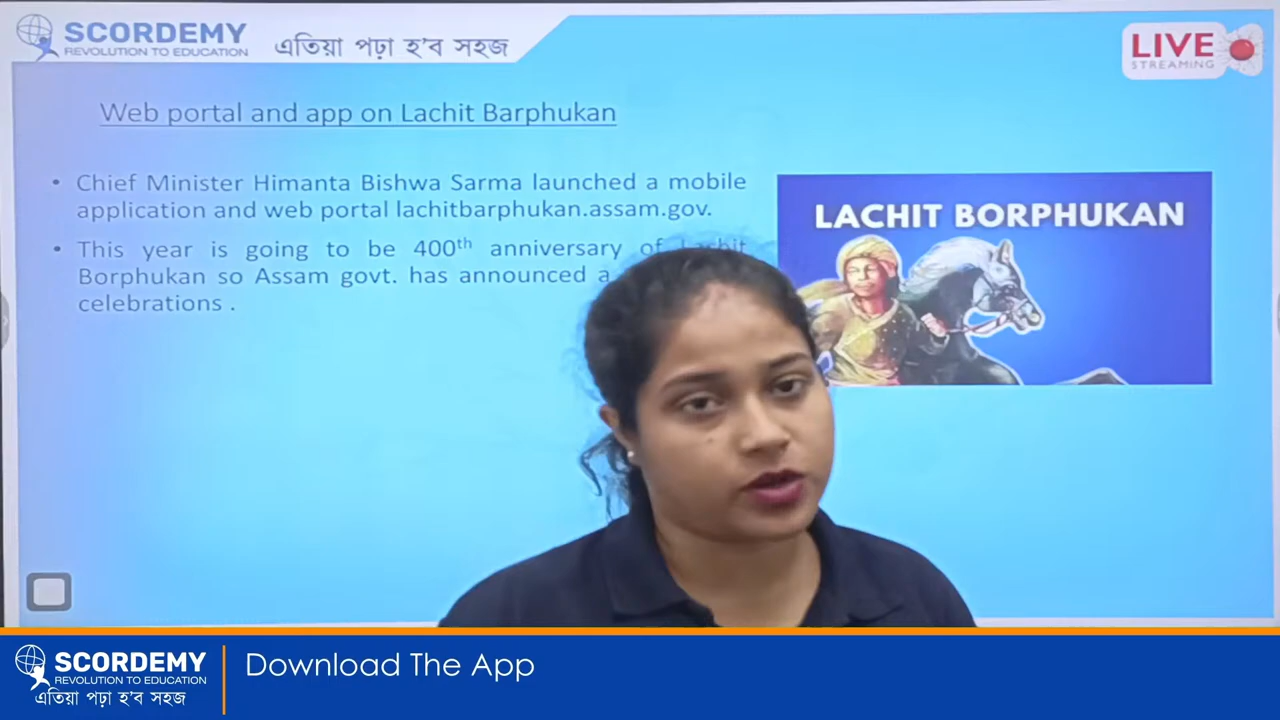 SCORDEMY
REVOLUTION TO EDUCATION
এতিয়া পঢ়া হ'ব সহজ
LIVE
STREAMING
Web portal and app on Lachit Barphukan
• Chief Minister Himanta Bishwa Sarma launched a mobile
application and web portal lachitbarphukan.assam.gov.
• This year is going to be 400th anniversary of Lachit
Borphukan so Assam govt. has announced a
celebrations .
LACHIT BORPHUKAN
SCORDEMY
REVOLUTION TO EDUCATION
এতিয়া পঢ়া হ'ব সহজ
Download The App